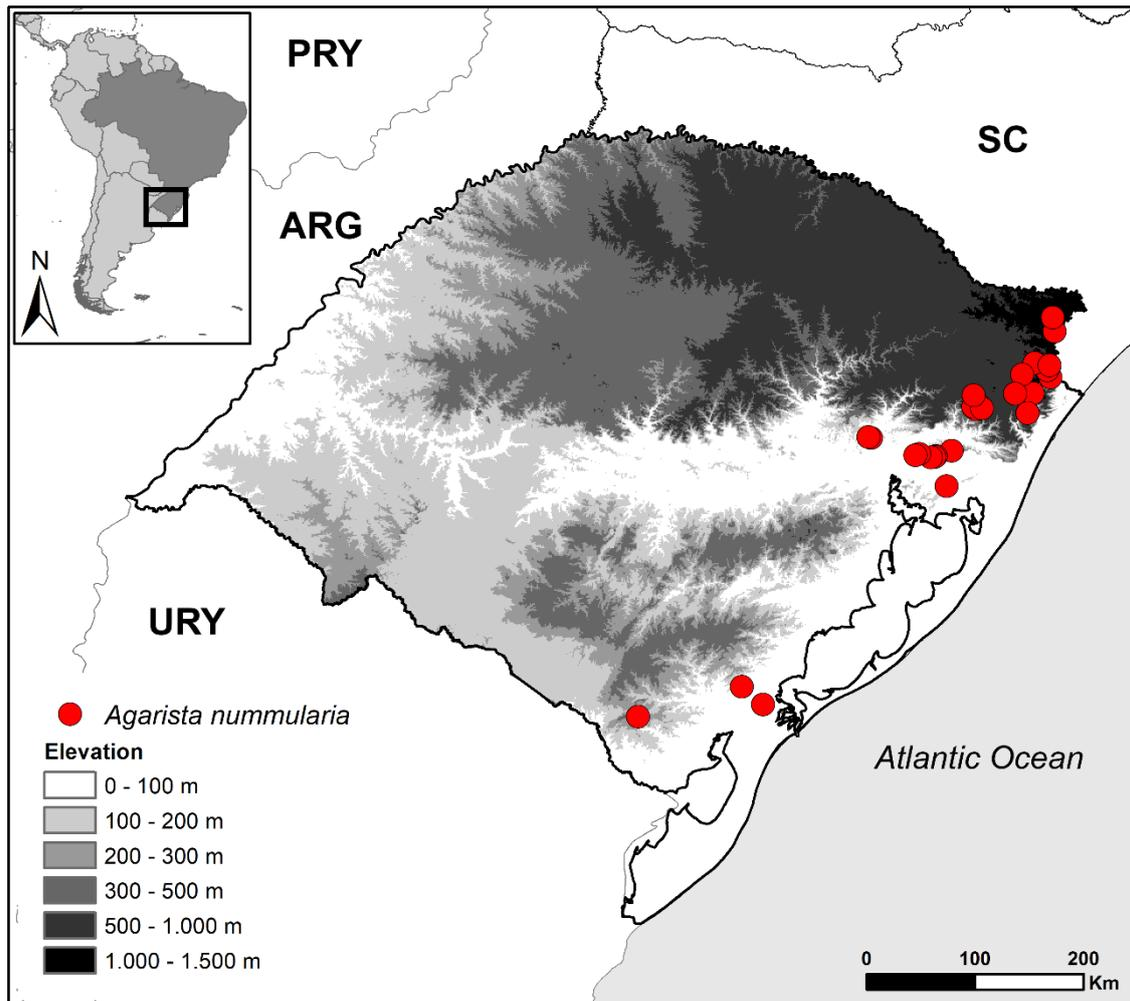 PRY
SC
ARG
N
URY
Agarista nummularia
Elevation
0 - 100 m
100 - 200 m
200 - 300 m
300 - 500 m
500 - 1.000 m
1.000 - 1.500 m
Atlantic Ocean
0 100 200
Km